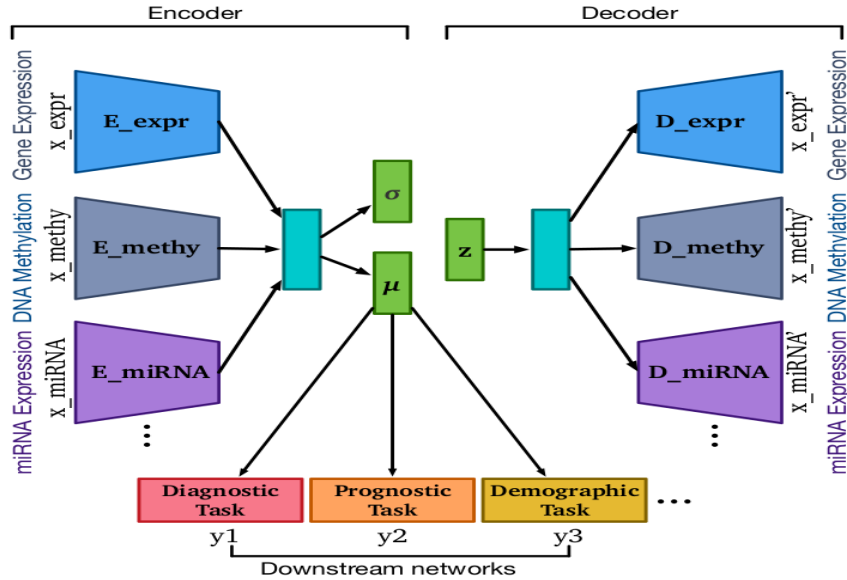 Encoder
Decoder
Gene Expression
x_expr
E_expr
D_expr
x_expr'
Gene Expression
σ
DNA Methylation
x_methy
E_methy
z
D_methy
x_methy'
DNA Methylation
μ
miRNA Expression
x_miRNA
E_miRNA
D_miRNA
x_miRNA'
miRNA Expression
...
...
Diagnostic
Task
Prognostic
Task
Demographic
Task
...
y1
y2
y3
Downstream networks